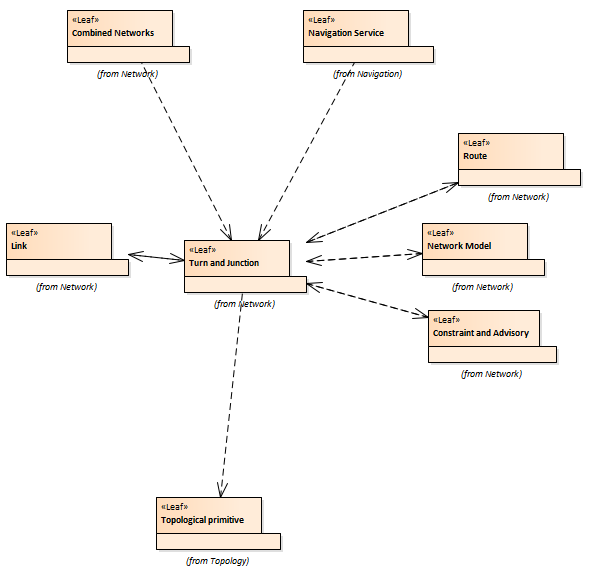 «Leaf»
Combined Networks
(from Network)
«Leaf»
Navigation Service
(from Navigation)
«Leaf»
Route
(from Network)
«Leaf»
Link
(from Network)
«Leaf»
Turn and Junction
(from Network)
«Leaf»
Network Model
(from Network)
«Leaf»
Constraint and Advisory
(from Network)
«Leaf»
Topological primitive
(from Topology)